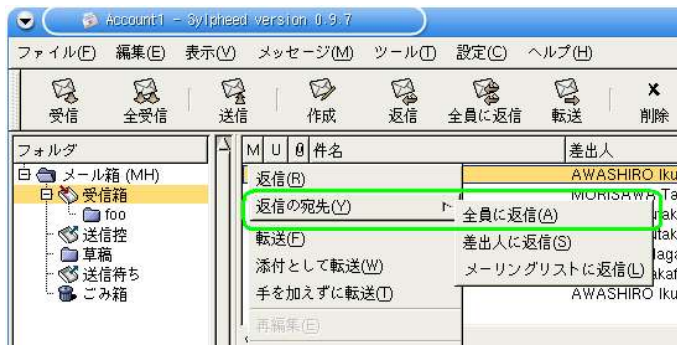 Account1 - Sylpheed version 0.9.7
ファイル(F) 編集(E) 表示(V) メッセージ(M) ツール(T) 設定(C) ヘルプ(H)
受信 全受信 送信 作成 返信 全員に返信 転送 削除
フォルダ
メール箱 (MH)
受信箱
foo
送信控
草稿
送信待ち
ごみ箱
M U 件名 差出人
AWASHIRO Iku
MORISAWA Ta
AWASHIRO Iku
返信(R)
返信の宛先(Y)
転送(F)
添付として転送(W)
手を加えずに転送(T)
再編集(E)
全員に返信(A)
差出人に返信(S)
メーリングリストに返信(L)